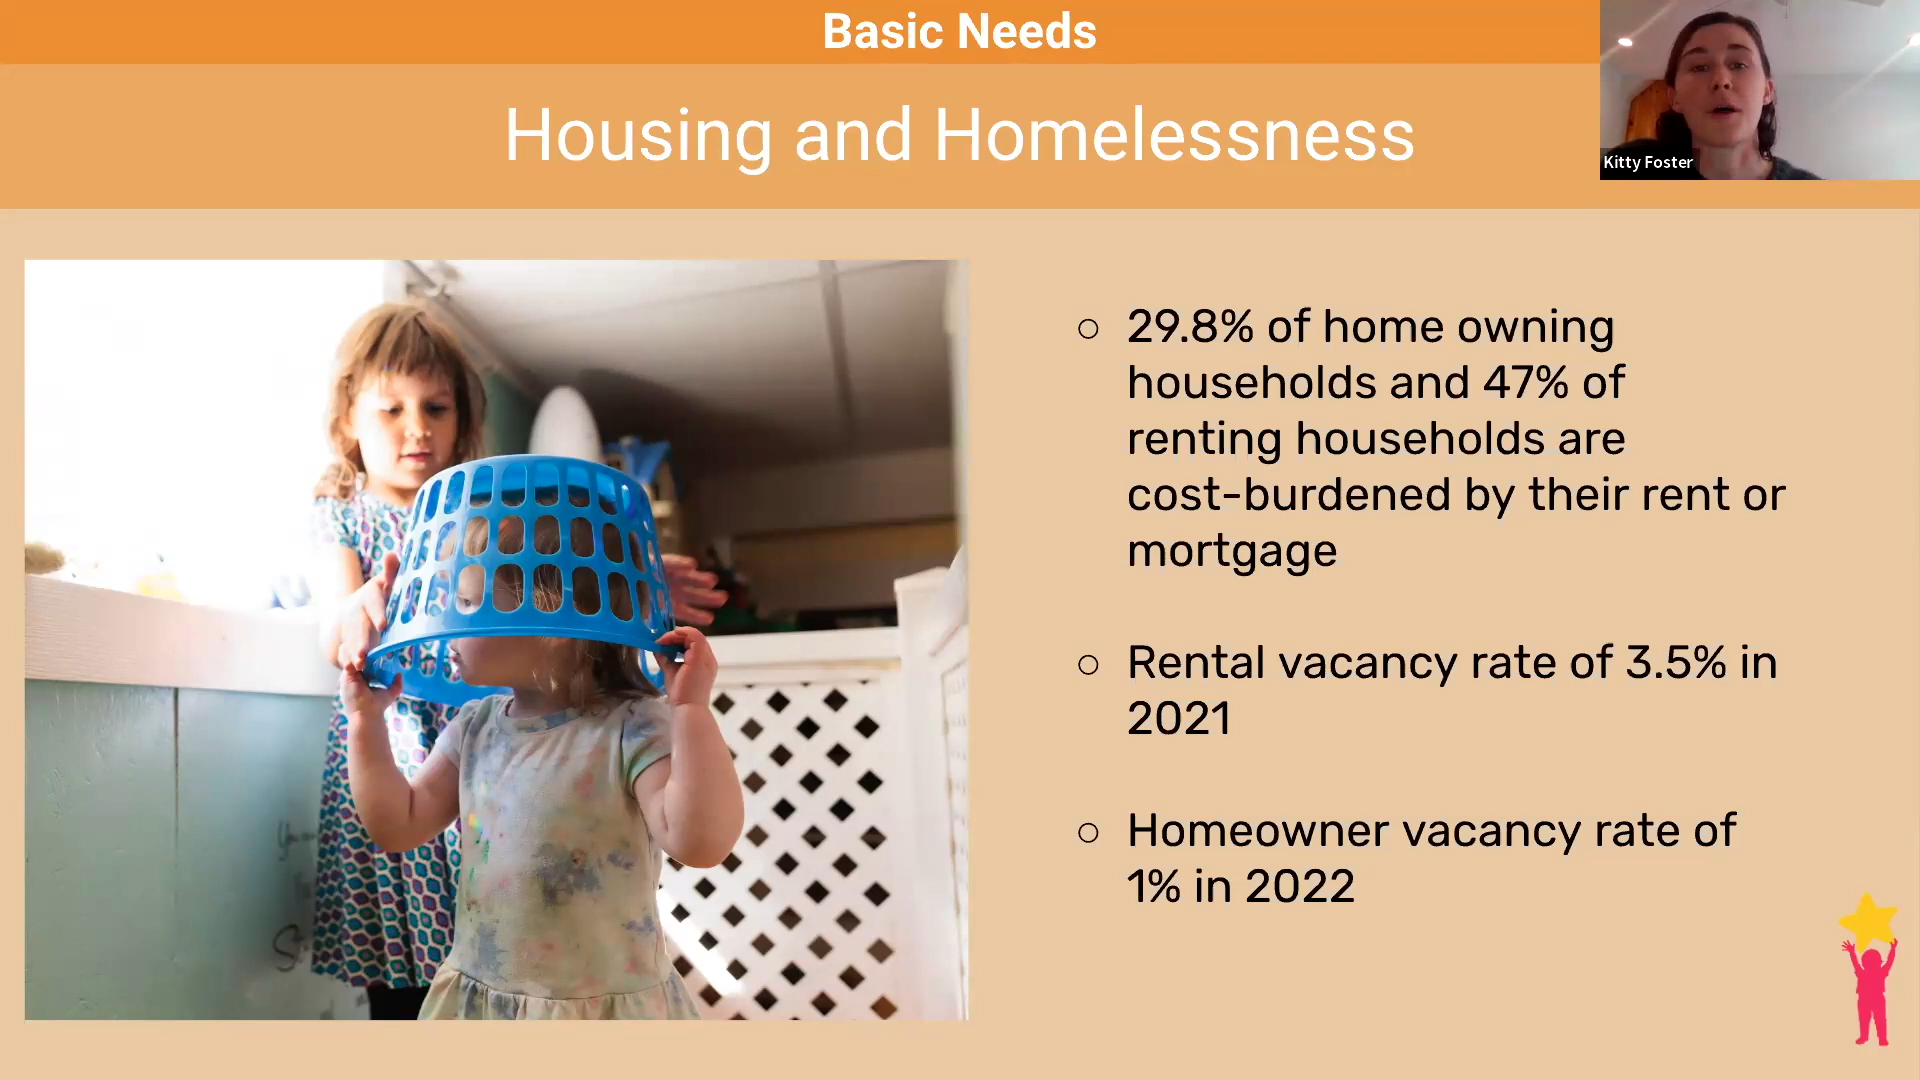 Basic Needs
Housing and Homelessness
Kitty Foster
29.8% of home owning
households and 47% of
renting households are
cost-burdened by their rent or
mortgage
Rental vacancy rate of 3.5% in
2021
Homeowner vacancy rate of
1% in 2022